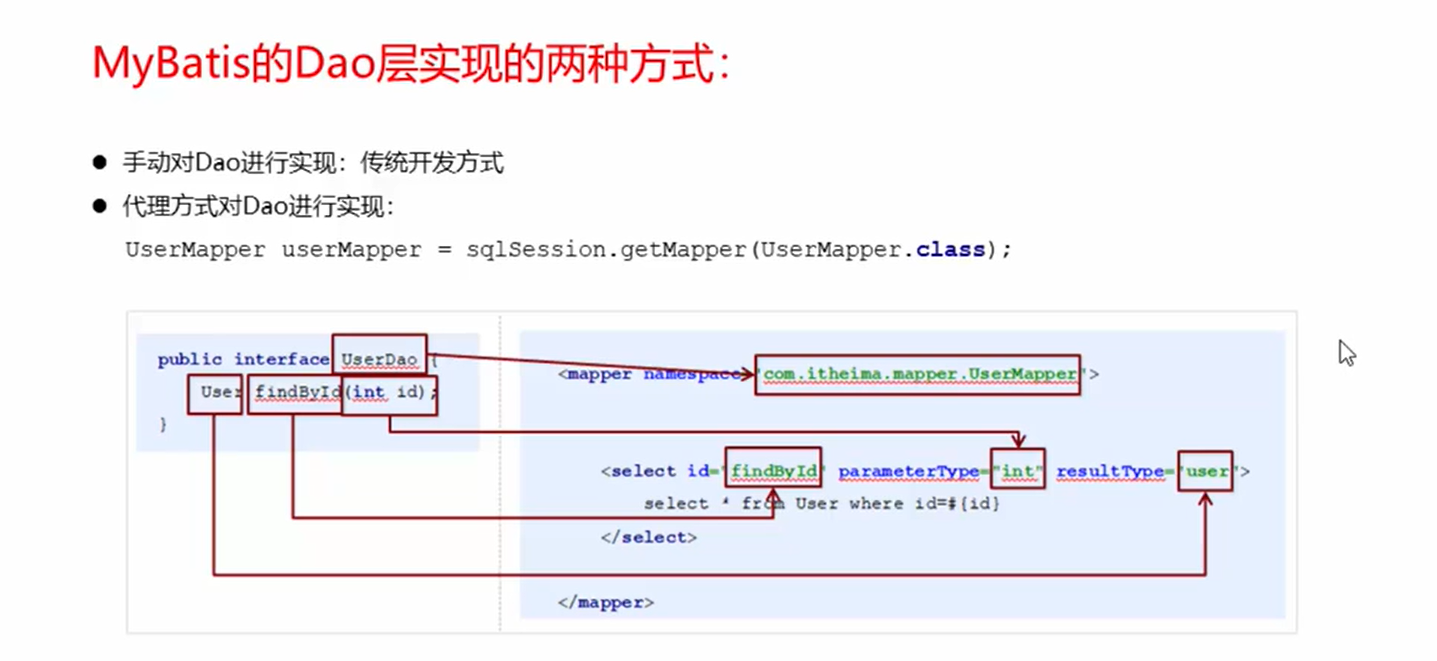 MyBatis的Dao层实现的两种方式：
● 手动对Dao进行实现：传统开发方式
● 代理方式对Dao进行实现：
UserMapper userMapper = sqlSession.getMapper(UserMapper.class);
public interface UserDao {
User findById(int id);
}
<mapper namespace="com.itheima.mapper.UserMapper">
<select id="findById" parameterType="int" resultType="user">
select * from User where id=#{id}
</select>
</mapper>